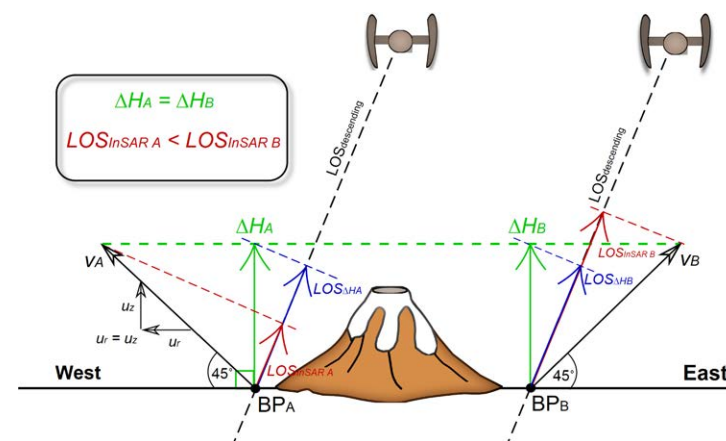 ΔHA = ΔHB
LOSInSAR A < LOSInSAR B
LOSdescending
LOSdescending
ΔHA
ΔHB
vA
vB
LOSInSAR B
LOSΔHA
LOSΔHB
uz
ur = uz
ur
45°
LOSInSAR A
45°
West
East
BPA
BPB